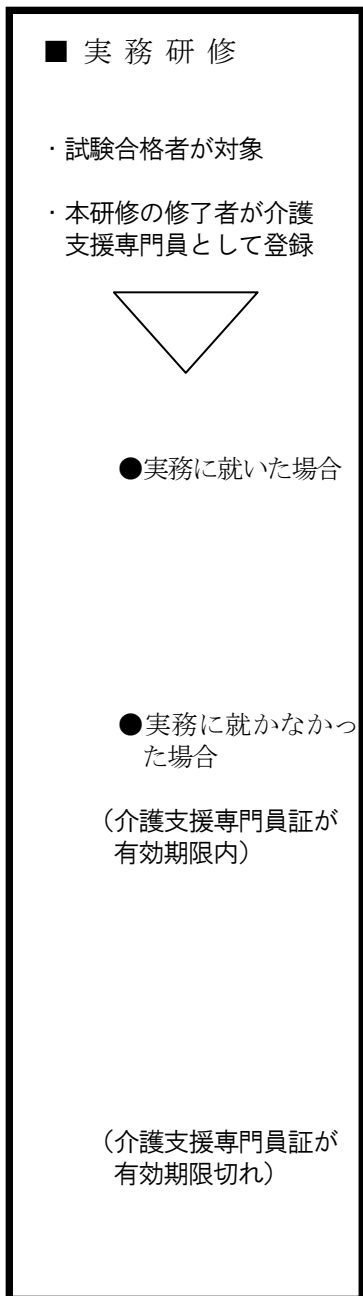 ■ 実 務 研 修
・試験合格者が対象
・本研修の修了者が介護
支援専門員として登録
●実務に就いた場合
●実務に就かなかっ
た場合
（介護支援専門員証が
有効期限内）
（介護支援専門員証が
有効期限切れ）